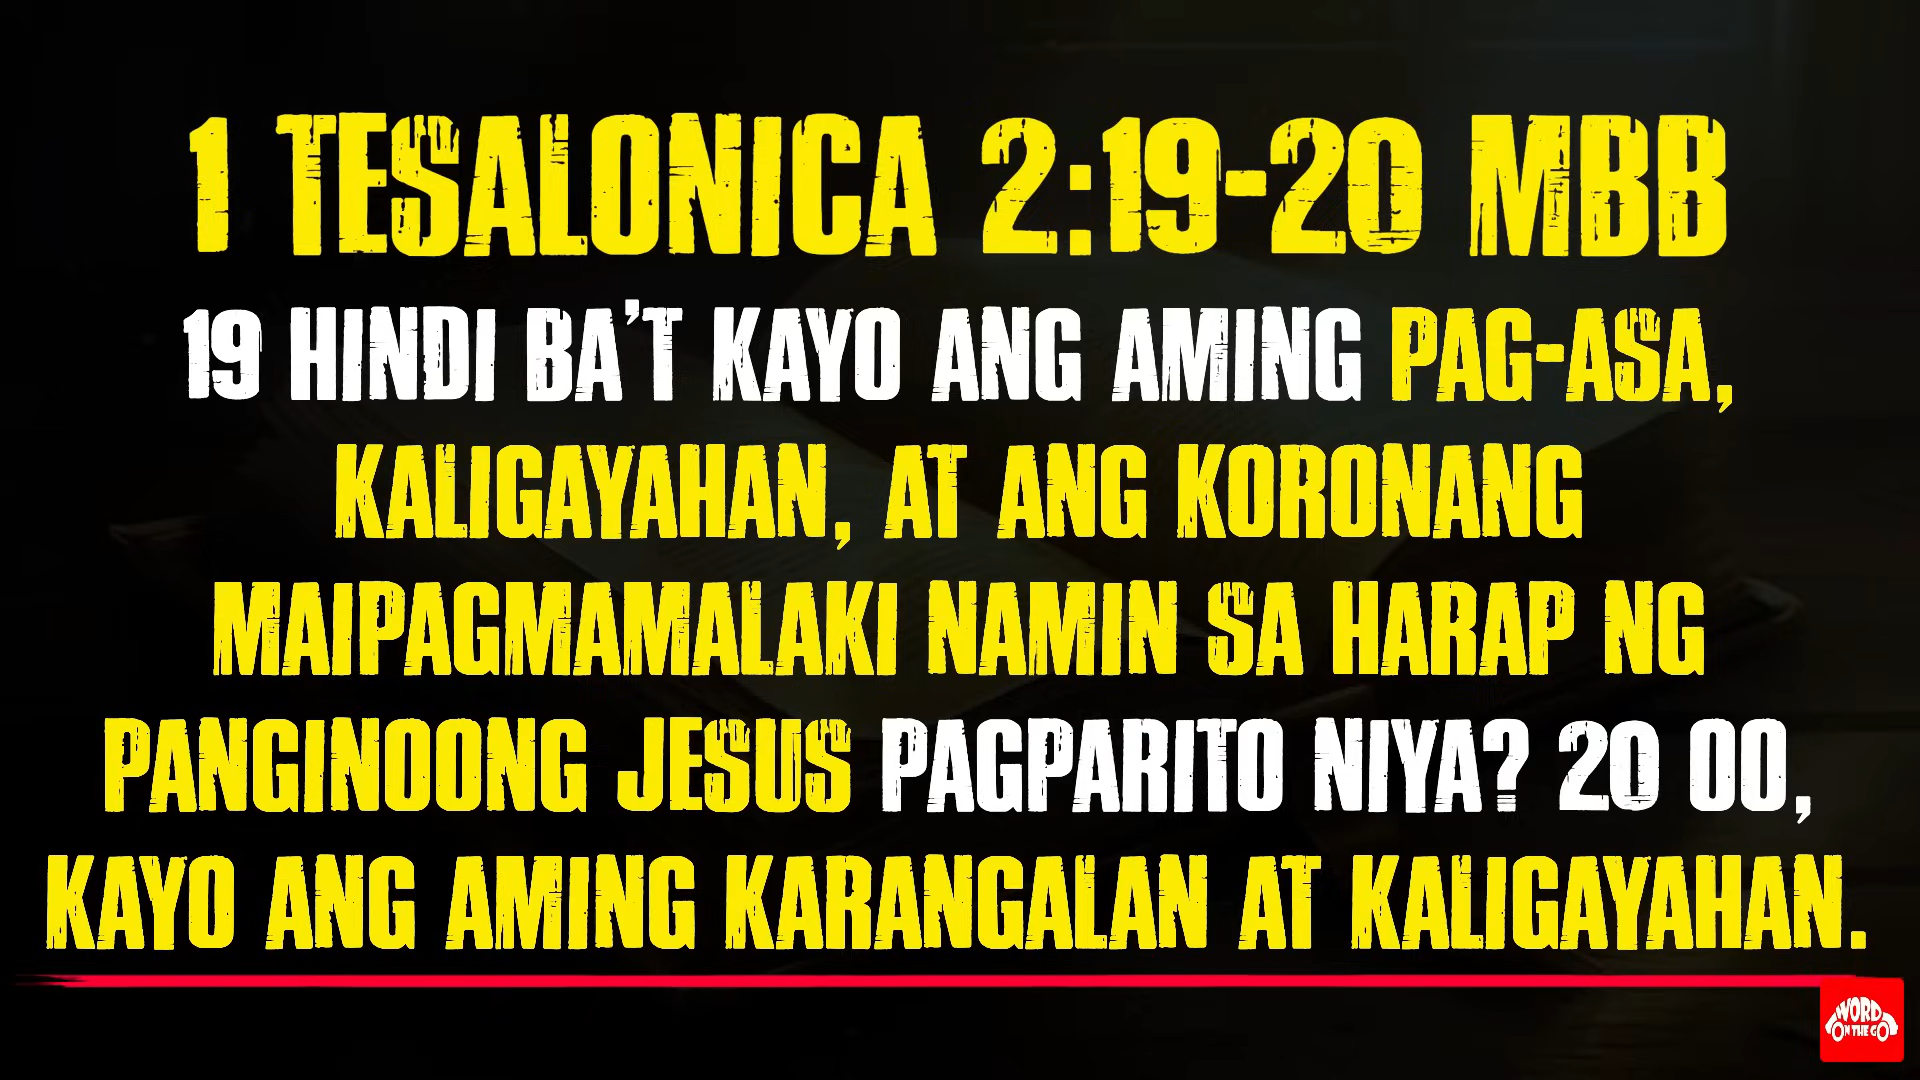 1 TESALONICA 2:19-20 MBB
19 HINDI BA'T KAYO ANG AMING PAG-ASA,
KALIGAYAHAN, AT ANG KORONANG
MAIPAGMAMALAKI NAMIN SA HARAP NG
PANGINOONG JESUS PAGPARITO NIYA? 20 OO,
KAYO ANG AMING KARANGALAN AT KALIGAYAHAN.
WORD
ON THE GO